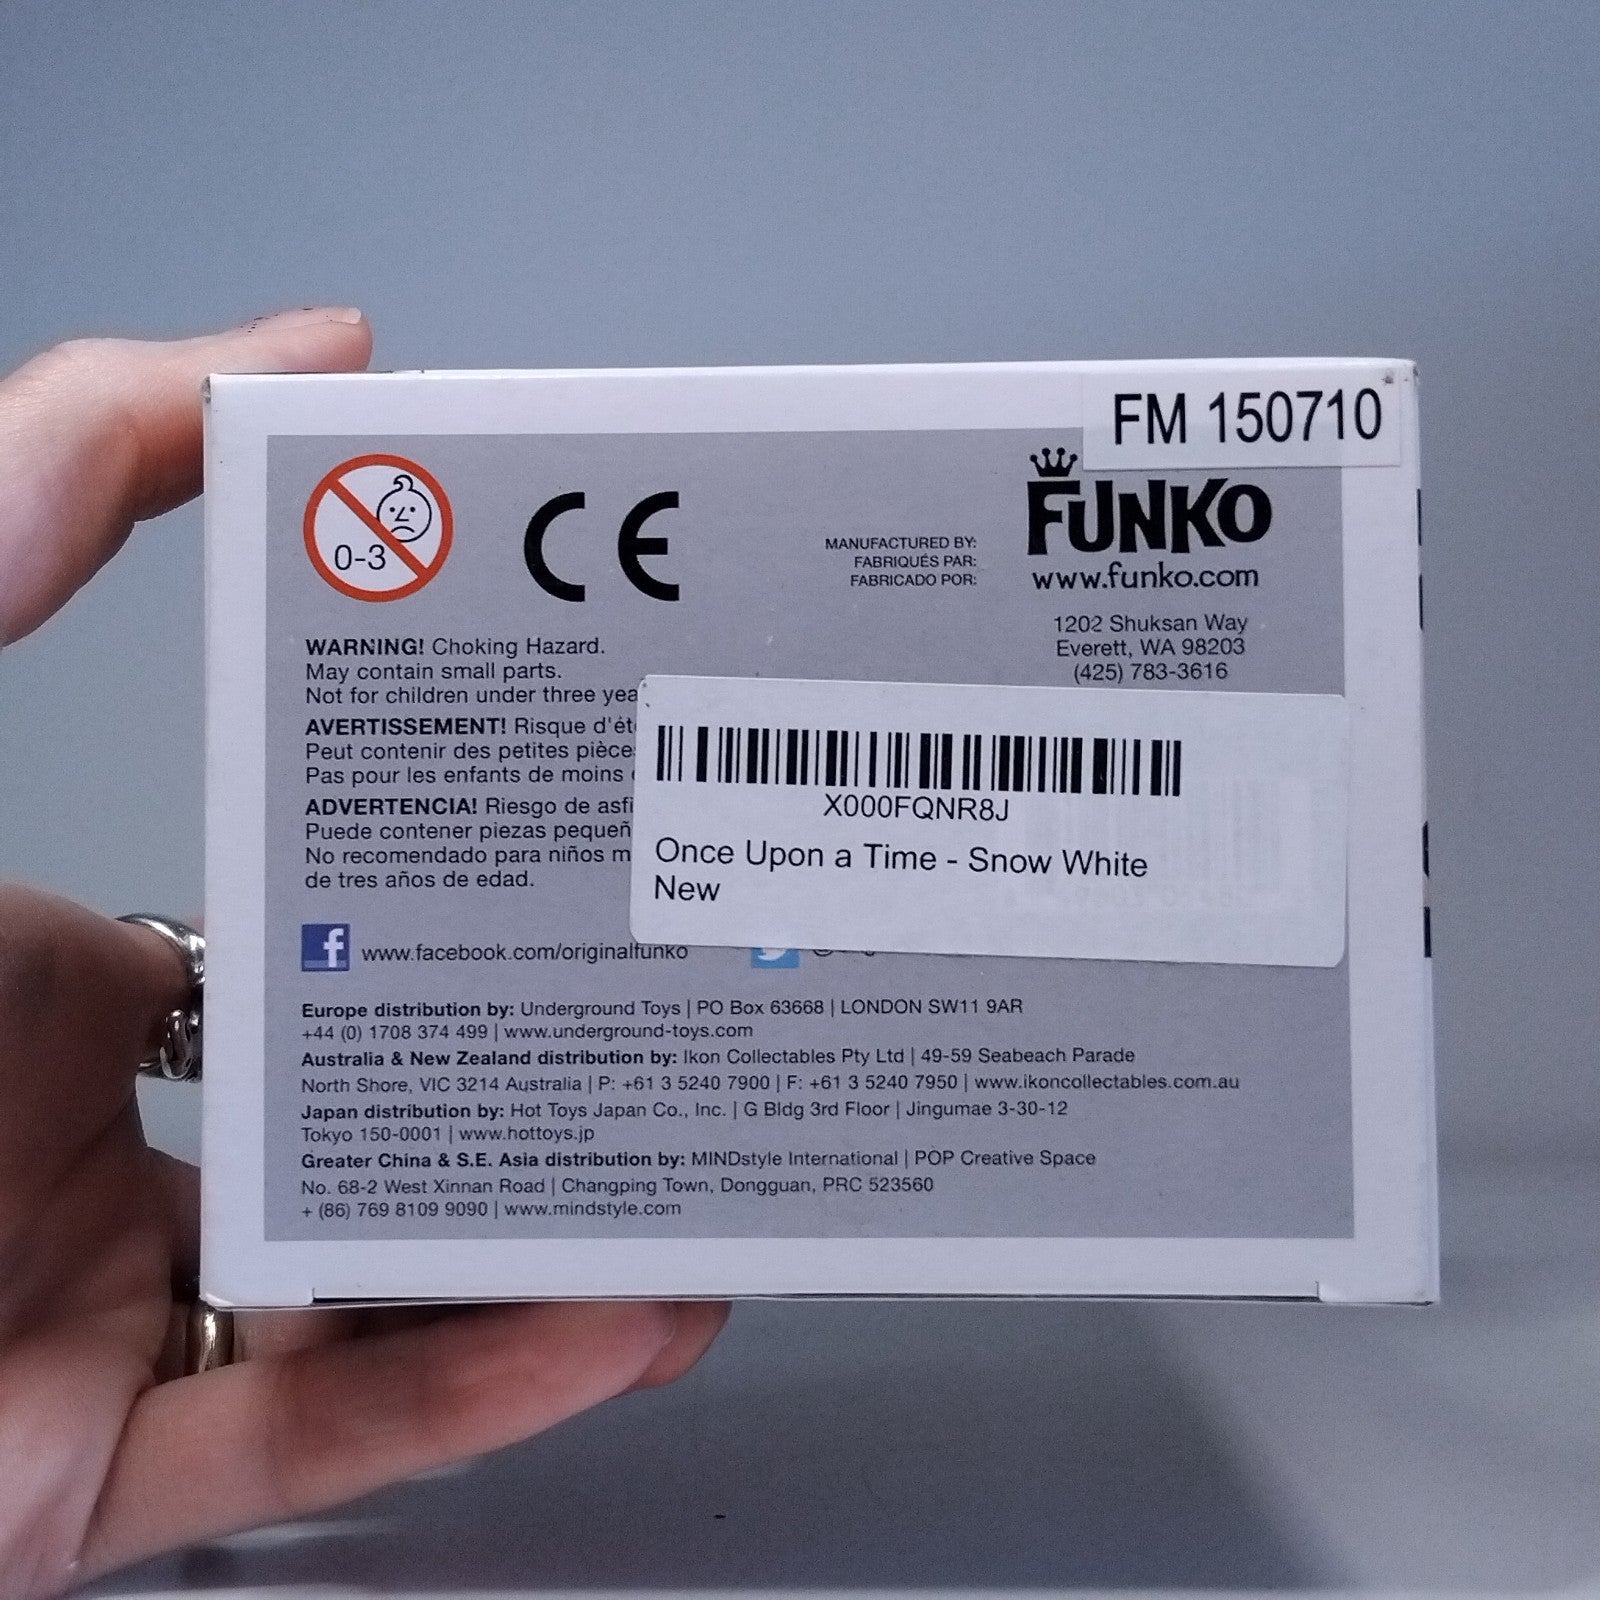 FM 150710
0-3
CE
FUNKO
MANUFACTURED BY:
FABRIQUÉS PAR:
FABRICADO POR:
www.funko.com
1202 Shuksan Way
Everett, WA 98203
(425) 783-3616
WARNING! Choking Hazard.
May contain small parts.
Not for children under three
AVERTISSEMENT! Risque
Peut contenir des petites
Pas pour les enfants de moins
ADVERTENCIA! Riesgo de
Puede contener piezas
No recomendado para niños
de tres años de edad.
X000FQNR8J
Once Upon a Time - Snow White
New
f www.facebook.com/originalfunko
Europe distribution by: Underground Toys | PO Box 63668 | LONDON SW11 9AR
+44 (0) 1708 374 499 | www.underground-toys.com
Australia & New Zealand distribution by: Ikon Collectables Pty Ltd | 49-59 Seabeach Parade
North Shore, VIC 3214 Australia | P: +61 3 5240 7900 | F: +61 3 5240 7950 | www.ikoncollectables.com.au
Japan distribution by: Hot Toys Japan Co., Inc. | G Bldg 3rd Floor | Jingumae 3-30-12
Tokyo 150-0001 | www.hottoys.jp
Greater China & S.E. Asia distribution by: MINDstyle International | POP Creative Space
No. 68-2 West Xinnan Road | Changping Town, Dongguan, PRC 523560
+ (86) 769 8109 9090 | www.mindstyle.com